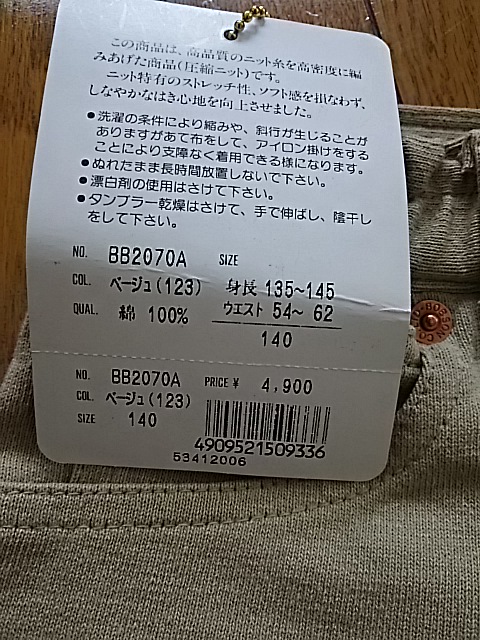 この商品は、高品質のニット糸を高密度に編
みあげた商品(圧縮ニット)です。
ニット特有のストレッチ性、ソフト感を損なわず、
しなやかなはき心地を向上させました。
●洗濯の条件により縮みや、斜行が生じることが
ありますがあて布をして、アイロン掛けをする
ことにより支障なく着用できる様になります。
●ぬれたまま長時間放置しないで下さい。
●漂白剤の使用はさけて下さい。
●タンブラー乾燥はさけて、手で伸ばし、陰干し
をして下さい。
NO. BB2070A SIZE
COL. ベージュ(123) 身長 135~145
QUAL. 綿 100% ウエスト 54~ 62
140
NO. BB2070A PRICE ¥ 4,900
COL. ベージュ(123)
SIZE 140
4909521509336
53412006